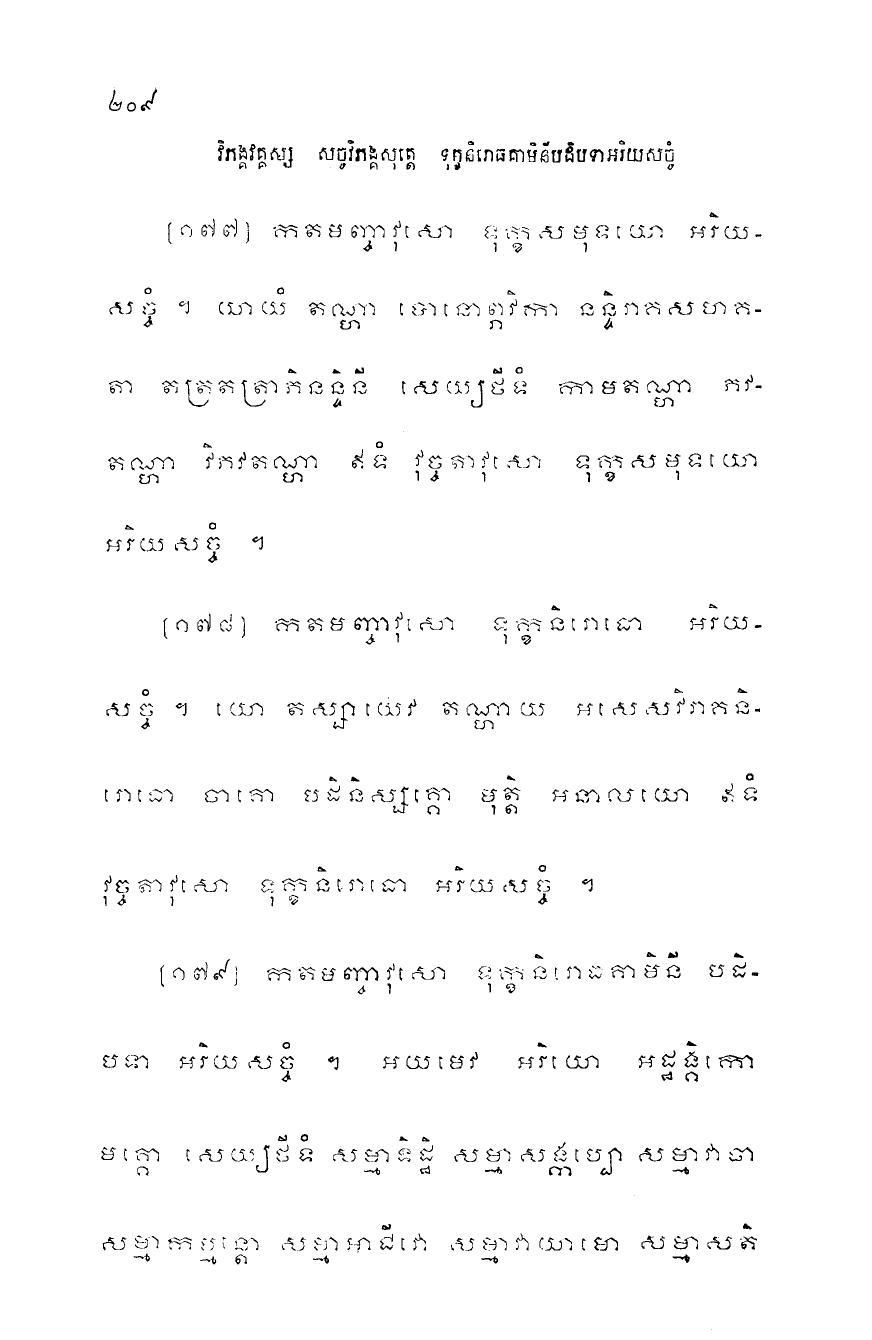 ២០៩
វិភង្គវគ្គស្ស សច្ចវិភង្គសុត្តេ ទុក្ខនិរោធគាមិនីបដិបទាអរិយសច្ចំ
[១៧៧] កតមញ្ចាវុសោ ទុក្ខសមុទយោ អរិយ-
សច្ចំ ។ យាយំ តណ្ហា បោនោព្ភវិកា នន្ទិរាគសហគ-
តា តត្រតត្រាភិនន្ទិនី សេយ្យថីទំ កាមតណ្ហា ភវ-
តណ្ហា វិភវតណ្ហា ឥទំ វុច្ចតាវុសោ ទុក្ខសមុទយោ
អរិយសច្ចំ ។
[១៧៨] កតមញ្ចាវុសោ ទុក្ខនិរោធោ អរិយ-
សច្ចំ ។ យោ តស្សាយេវ តណ្ហាយ អសេសវិរាគនិ-
រោធោ ចាគោ បដិនិស្សគ្គោ មុត្តិ អនាលយោ ឥទំ
វុច្ចតាវុសោ ទុក្ខនិរោធោ អរិយសច្ចំ ។
[១៧៩] កតមញ្ចាវុសោ ទុក្ខនិរោធគាមិនី បដិ-
បទា អរិយសច្ចំ ។ អយមេវ អរិយោ អដ្ឋង្គិកោ
មគ្គោ សេយ្យថីទំ សម្មាទិដ្ឋិ សម្មាសង្កប្បោ សម្មាវាចា
សម្មាកម្មន្តោ សម្មាអាជីវោ សម្មាវាយាមោ សម្មាសតិ